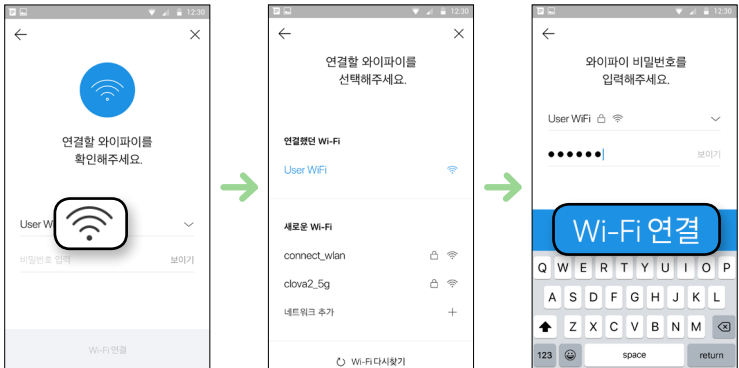 12:30
연결할 와이파이를
확인해주세요.
User W
비밀번호 입력
보이기
Wi-Fi 연결
12:30
연결할 와이파이를
선택해주세요.
연결했던 Wi-Fi
User WiFi
새로운 Wi-Fi
connect_wlan
clova2_5g
네트워크 추가
Wi-Fi 다시찾기
12:30
와이파이 비밀번호를
입력해주세요.
User WiFi
보이기
Wi-Fi 연결
Q W E R T Y U I O P
A S D F G H J K L
Z X C V B N M
123 space return